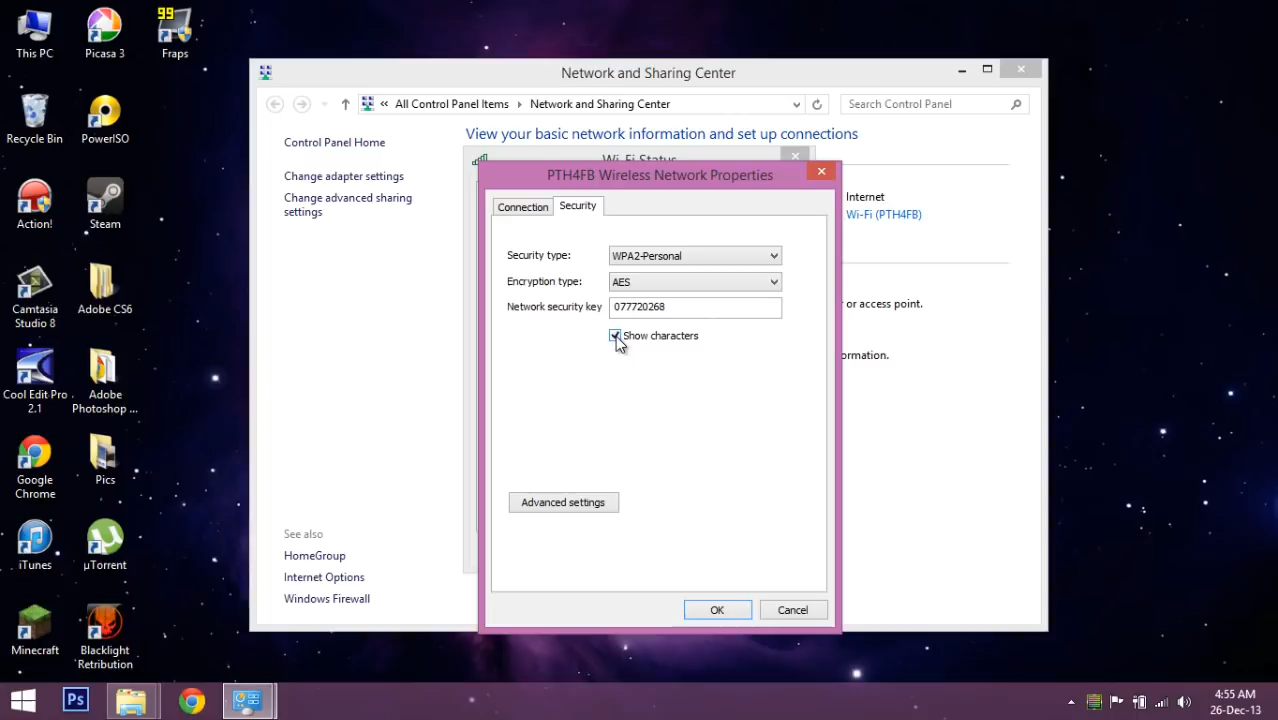 This PC
Picasa 3
99
Fraps
Recycle Bin
PowerISO
Action!
Steam
Camtasia
Studio 8
Adobe CS6
Cool Edit Pro
2.1
Adobe
Photoshop ...
Google
Chrome
Pics
iTunes
µTorrent
Minecraft
Blacklight
Retribution
Network and Sharing Center
All Control Panel Items
Network and Sharing Center
Search Control Panel
Control Panel Home
Change adapter settings
Change advanced sharing
settings
See also
HomeGroup
Internet Options
Windows Firewall
View your basic network information and set up connections
Internet
Wi-Fi (PTH4FB)
or access point.
ormation.
Wi-Fi Status
PTH4FB Wireless Network Properties
Connection
Security
Security type:
WPA2-Personal
Encryption type:
AES
Network security key
077720268
Show characters
Advanced settings
OK
Cancel
Ps
4:55 AM
26-Dec-13